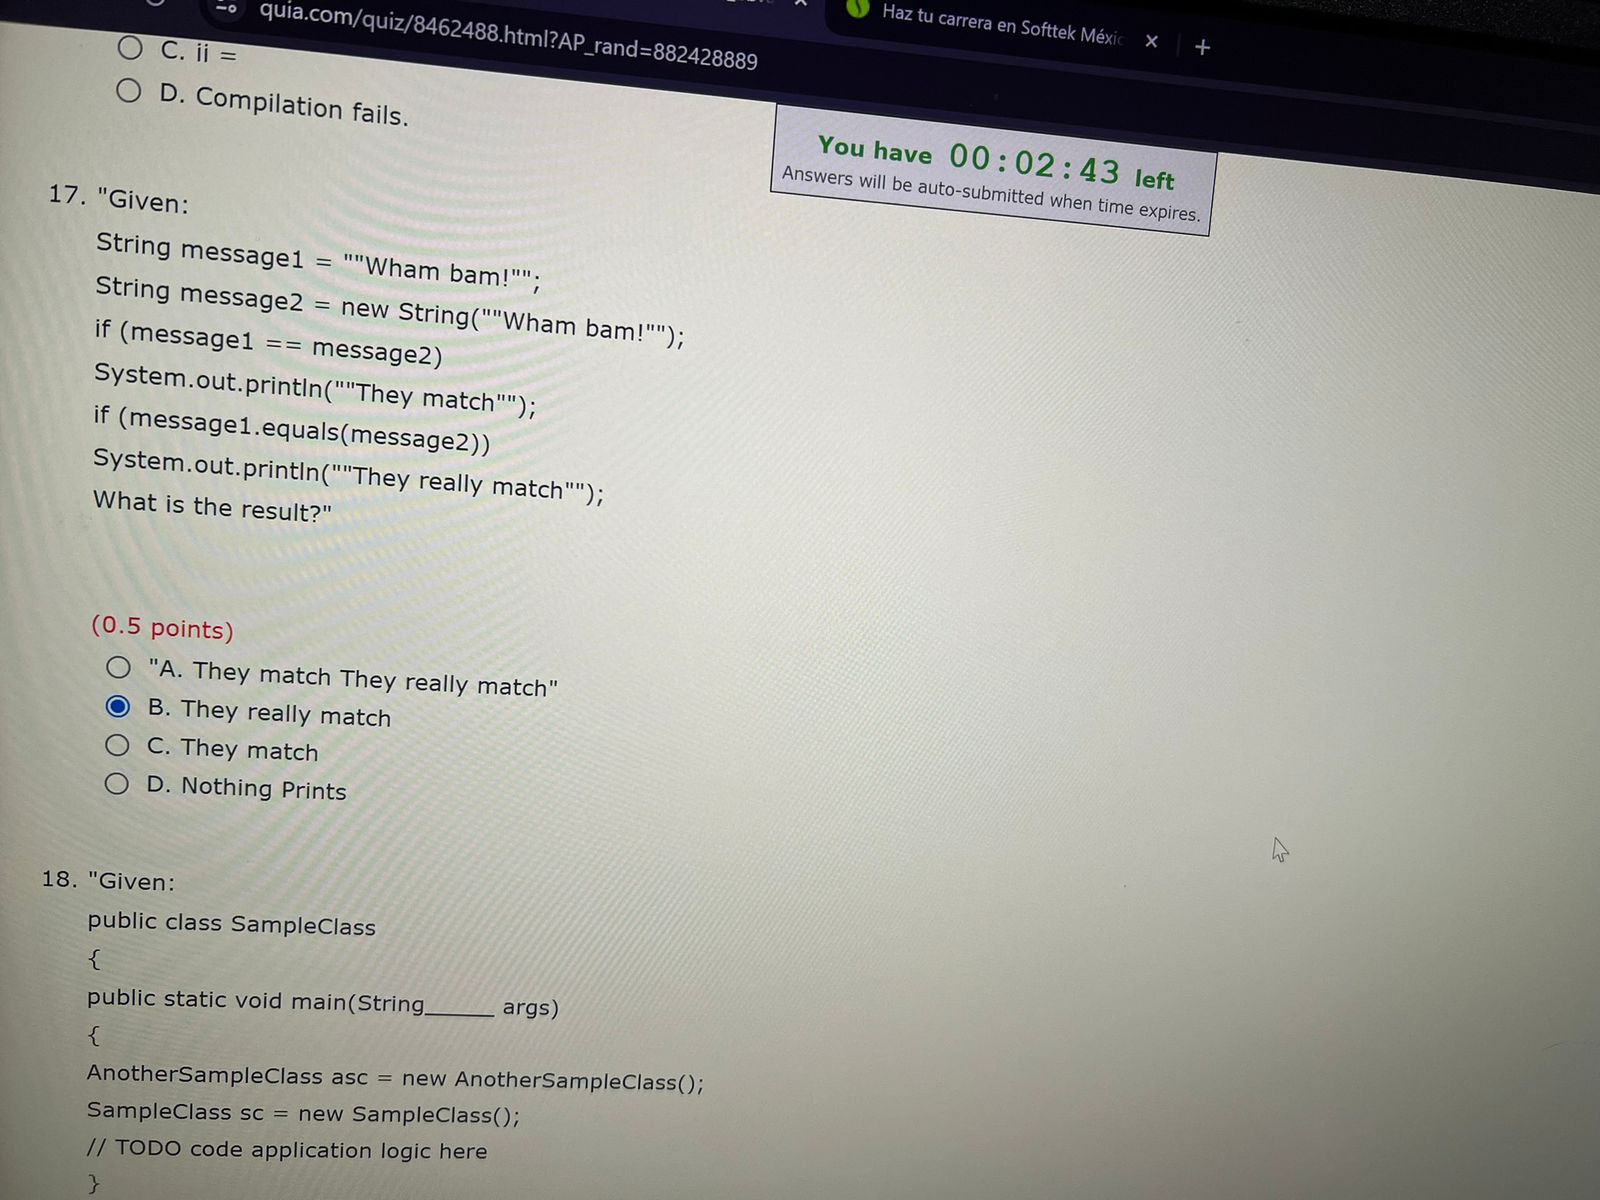 quia.com/quiz/8462488.html?AP_rand=882428889
Haz tu carrera en Softtek Méxic
C. ii =
D. Compilation fails.
You have 00:02:43 left
Answers will be auto-submitted when time expires.
17. "Given:
String message1 = ""Wham bam!"";
String message2 = new String(""Wham bam!"");
if (message1 == message2)
System.out.println(""They match"");
if (message1.equals(message2))
System.out.println(""They really match"");
What is the result?"
(0.5 points)
"A. They match They really match"
B. They really match
C. They match
D. Nothing Prints
18. "Given:
public class SampleClass
{
public static void main(String______ args)
{
AnotherSampleClass asc = new AnotherSampleClass();
SampleClass sc = new SampleClass();
// TODO code application logic here
}